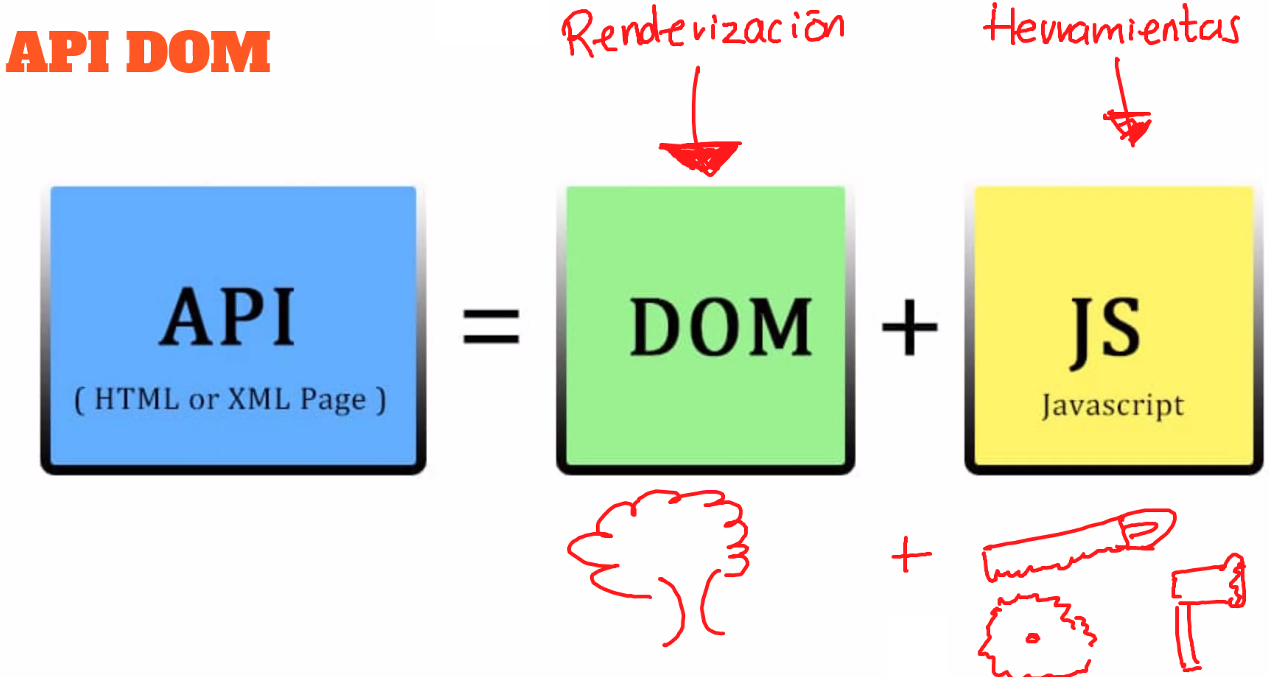 API DOM
Renderización
Herramientas
API
( HTML or XML Page )
=
DOM
+
JS
Javascript
+